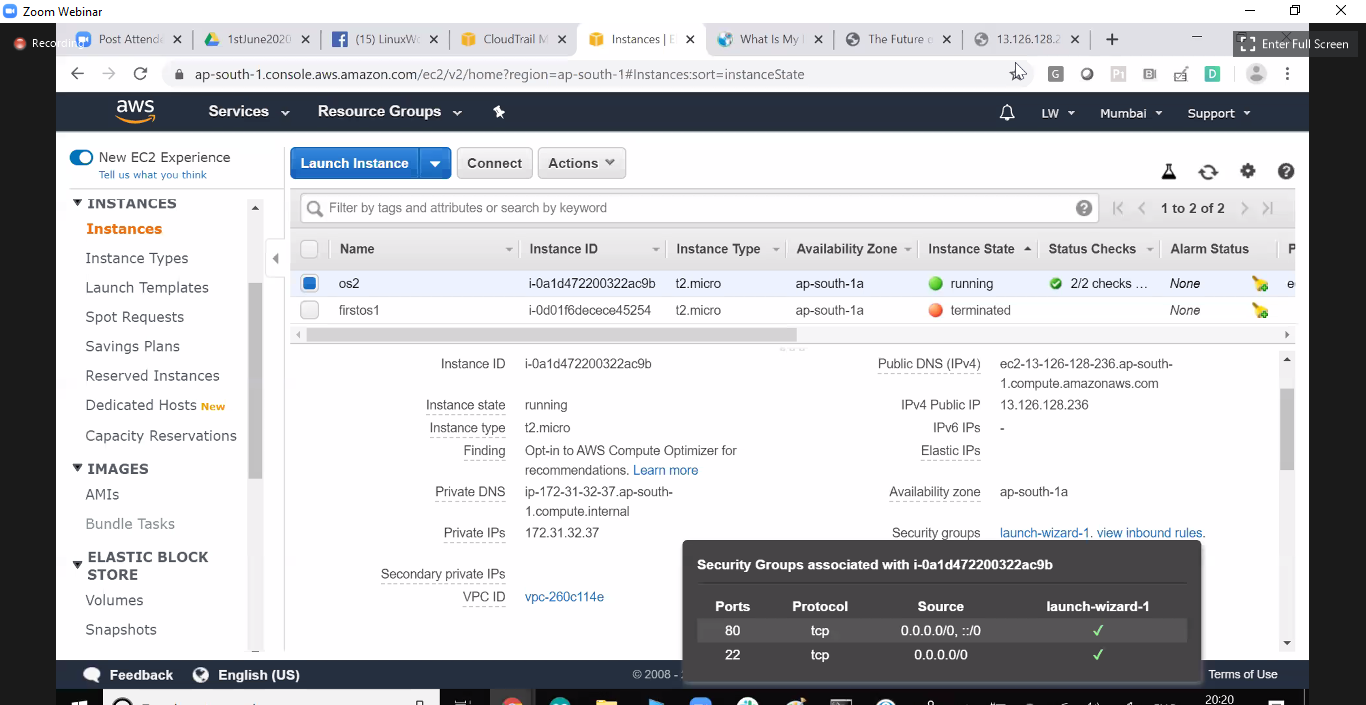 Zoom Webinar
Recording
Post Attende
1stJune2020
(15) LinuxWo
CloudTrail M
Instances | E
What Is My I
The Future o
13.126.128.2
Enter Full Screen
ap-south-1.console.aws.amazon.com/ec2/v2/home?region=ap-south-1#Instances:sort=instanceState
aws
Services
Resource Groups
LW
Mumbai
Support
New EC2 Experience
Tell us what you think
INSTANCES
Instances
Instance Types
Launch Templates
Spot Requests
Savings Plans
Reserved Instances
Dedicated Hosts New
Capacity Reservations
IMAGES
AMIs
Bundle Tasks
ELASTIC BLOCK
STORE
Volumes
Snapshots
Launch Instance
Connect
Actions
Filter by tags and attributes or search by keyword
1 to 2 of 2
Name Instance ID Instance Type Availability Zone Instance State Status Checks Alarm Status P
os2 i-0a1d472200322ac9b t2.micro ap-south-1a running 2/2 checks ... None e
firstos1 i-0d01f6decece45254 t2.micro ap-south-1a terminated None
Instance ID i-0a1d472200322ac9b
Instance state running
Instance type t2.micro
Finding Opt-in to AWS Compute Optimizer for
recommendations. Learn more
Private DNS ip-172-31-32-37.ap-south-
1.compute.internal
Private IPs 172.31.32.37
Secondary private IPs
VPC ID vpc-260c114e
Public DNS (IPv4) ec2-13-126-128-236.ap-south-
1.compute.amazonaws.com
IPv4 Public IP 13.126.128.236
IPv6 IPs -
Elastic IPs
Availability zone ap-south-1a
Security groups launch-wizard-1. view inbound rules.
Security Groups associated with i-0a1d472200322ac9b
Ports Protocol Source launch-wizard-1
80 tcp 0.0.0.0/0, ::/0 ✓
22 tcp 0.0.0.0/0 ✓
Feedback
English (US)
© 2008 -
Terms of Use
20:20